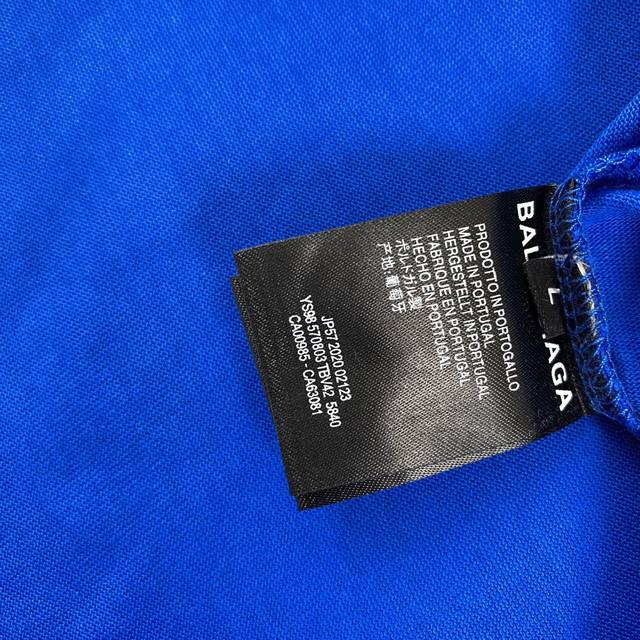 BAL
AGA
L
PRODOTTO IN PORTOGALLO
MADE IN PORTUGAL
HERGESTELLT IN PORTUGAL
FABRIQUE EN PORTUGAL
HECHO EN PORTUGAL
ポルトガル製
产地:葡萄牙
JP57 2020 02123
YS98 570803 TBV42 5840
CA00985 - CA63081